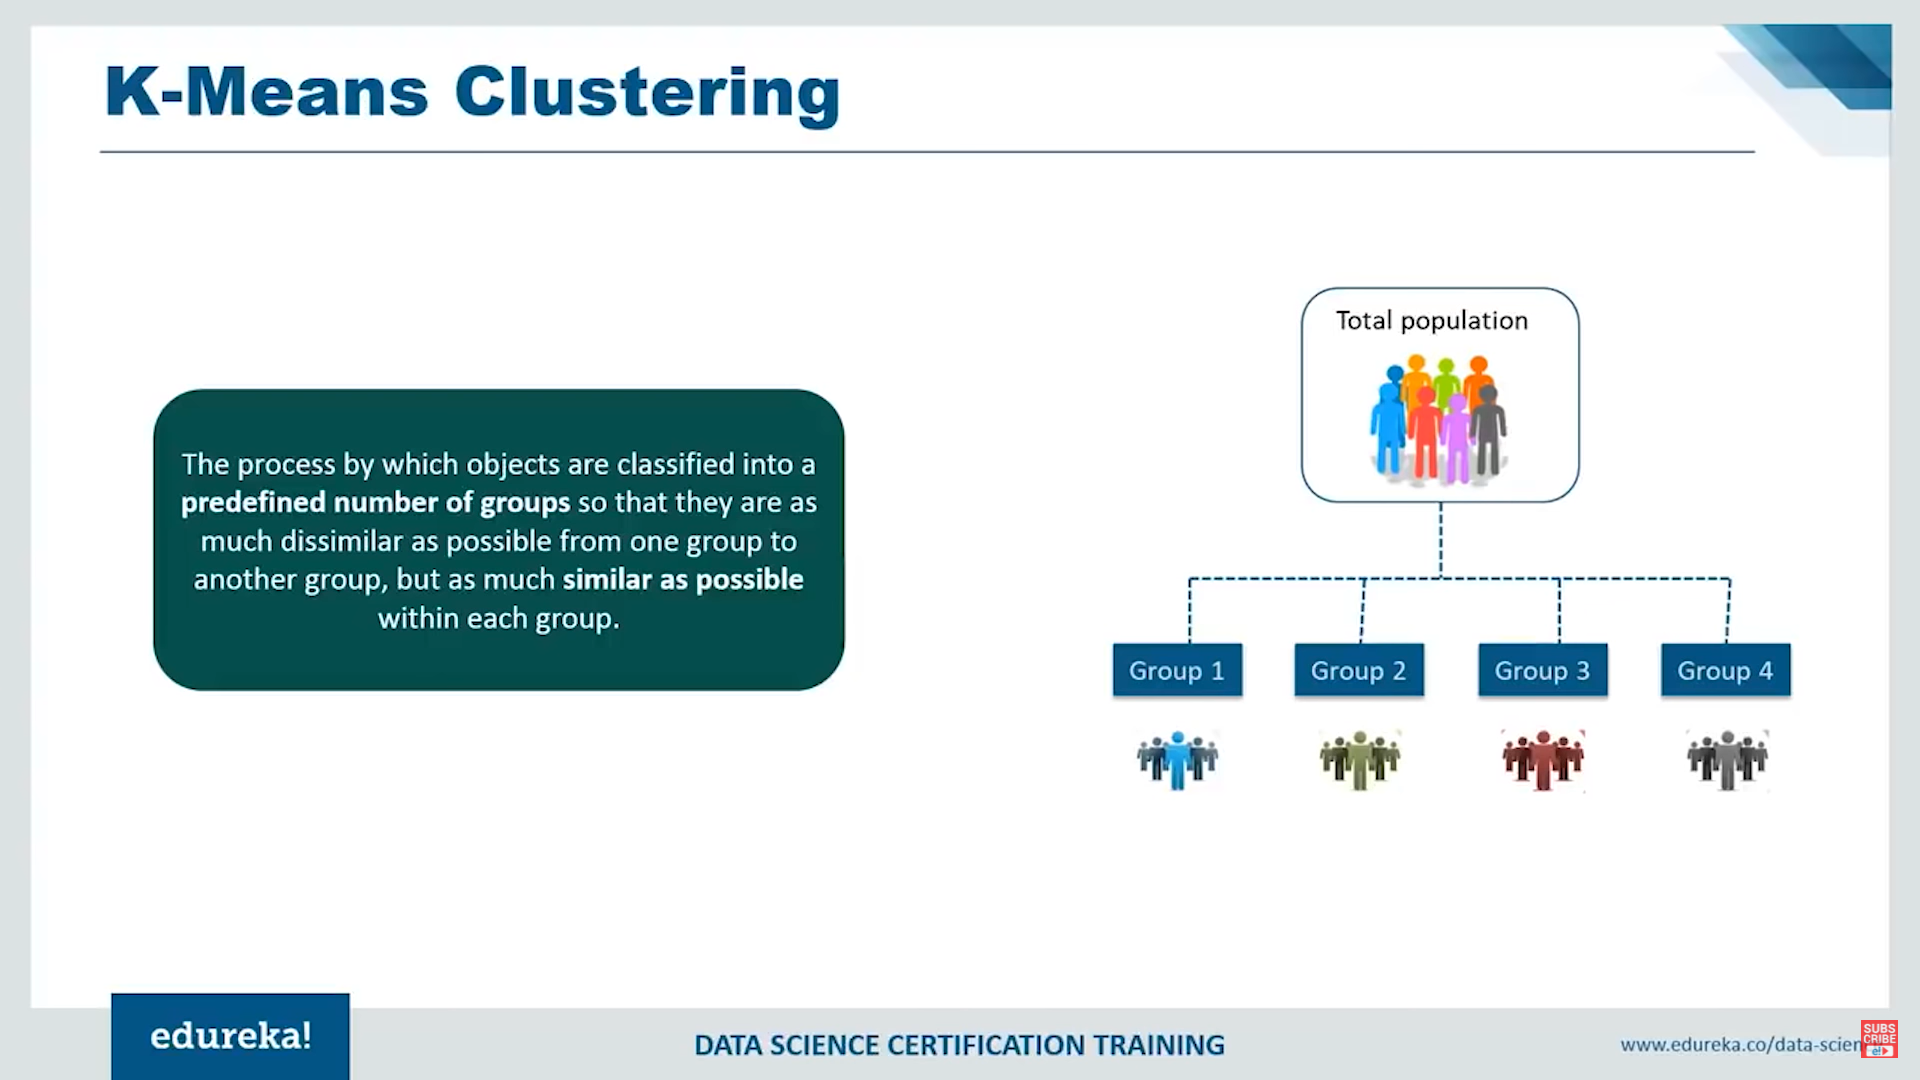 K-Means Clustering
Total population
The process by which objects are classified into a
predefined number of groups so that they are as
much dissimilar as possible from one group to
another group, but as much similar as possible
within each group.
Group 1
Group 2
Group 3
Group 4
edureka!
DATA SCIENCE CERTIFICATION TRAINING
www.edureka.co/data-scien
SUBS
CRIBE
e!